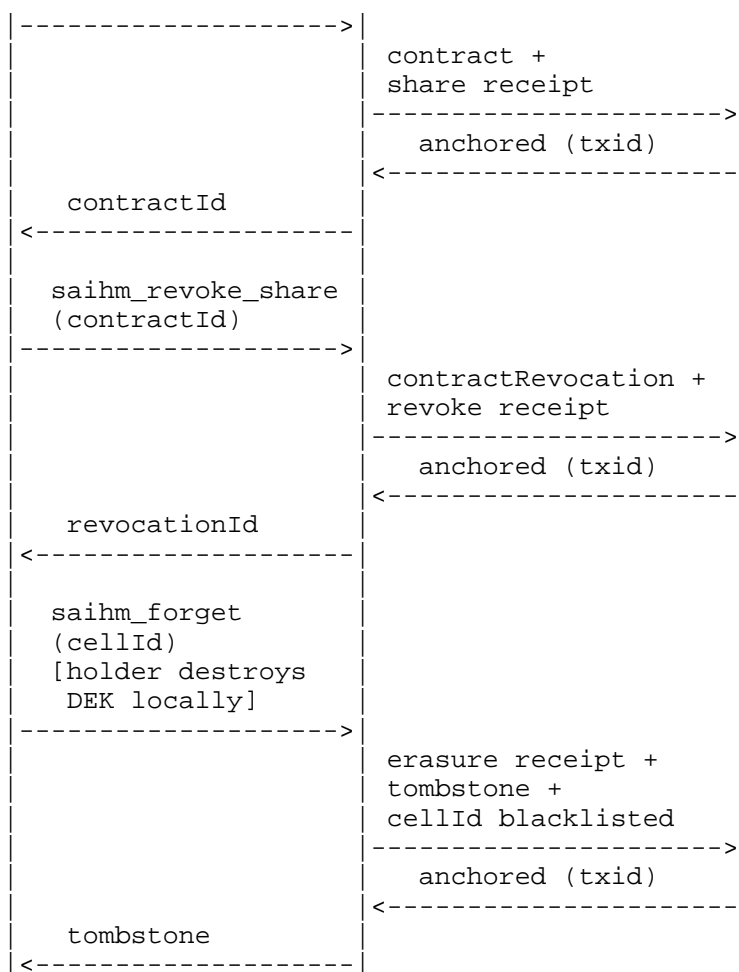 |-------------------->|
contract +
share receipt
|---------------------->
anchored (txid)
|<----------------------
contractId
|<--------------------|
saihm_revoke_share
(contractId)
|-------------------->|
contractRevocation +
revoke receipt
|---------------------->
anchored (txid)
|<----------------------
revocationId
|<--------------------|
saihm_forget
(cellId)
[holder destroys
DEK locally]
|-------------------->|
erasure receipt +
tombstone +
cellId blacklisted
|---------------------->
anchored (txid)
|<----------------------
tombstone
|<--------------------|